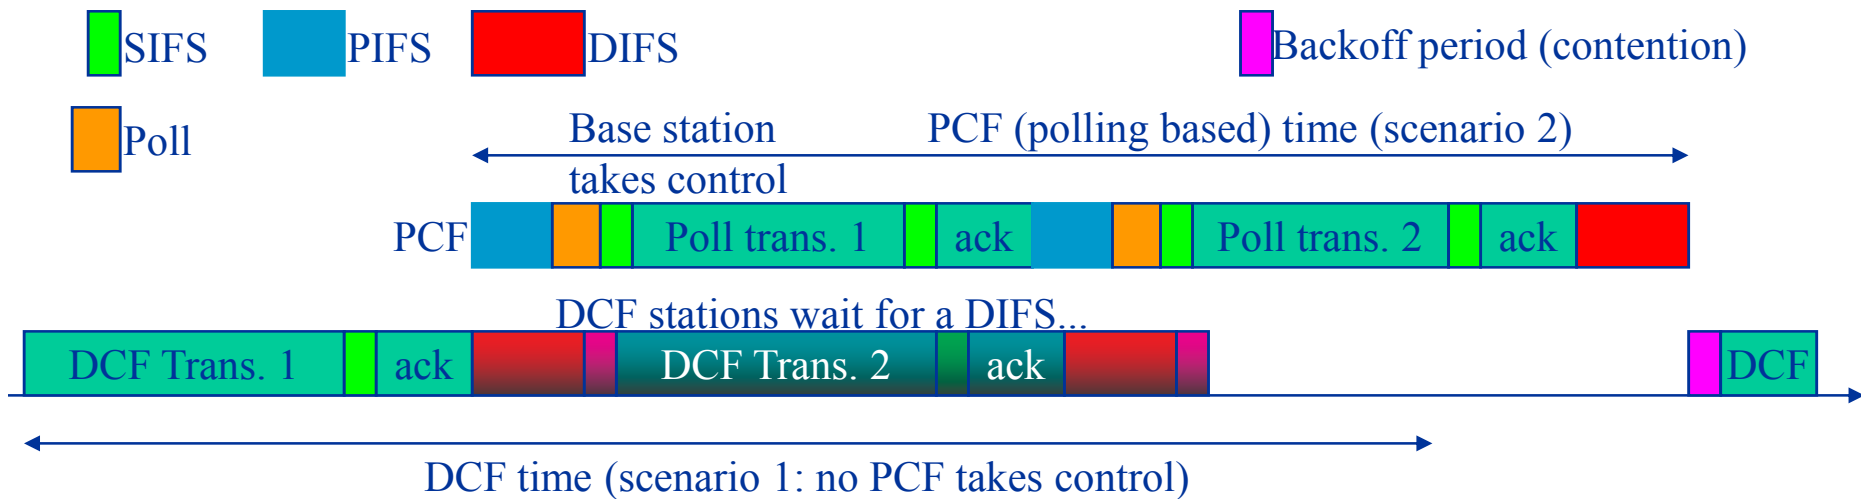 SIFS PIFS DIFS Backoff period (contention)
Poll
Base station PCF (polling based) time (scenario 2)
takes control
PCF Poll trans. 1 ack Poll trans. 2 ack
DCF stations wait for a DIFS...
DCF Trans. 1 ack DCF Trans. 2 ack DCF
DCF time (scenario 1: no PCF takes control)